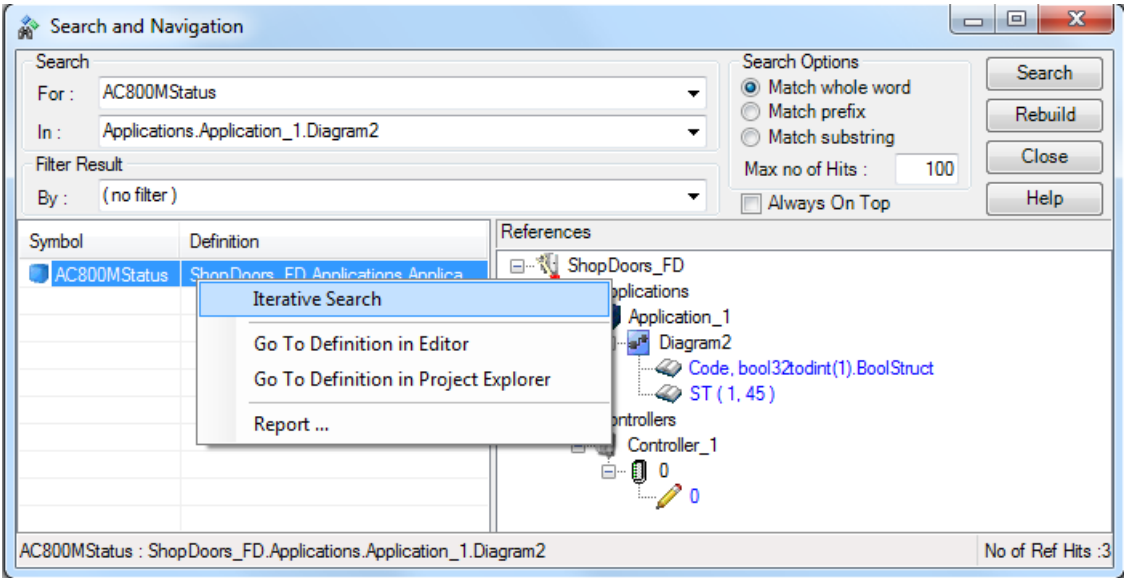 Search and Navigation
Search
For :
AC800MStatus
In :
Applications.Application_1.Diagram2
Filter Result
By :
( no filter )
Search Options
Match whole word
Match prefix
Match substring
Max no of Hits :
100
Always On Top
Search
Rebuild
Close
Help
Symbol
Definition
AC800MStatus
ShopDoors_FD.Applications.Applica...
Iterative Search
Go To Definition in Editor
Go To Definition in Project Explorer
Report ...
References
ShopDoors_FD
pplications
Application_1
Diagram2
Code, bool32todint(1).BoolStruct
ST ( 1, 45 )
ontrollers
Controller_1
0
0
AC800MStatus : ShopDoors_FD.Applications.Application_1.Diagram2
No of Ref Hits :3